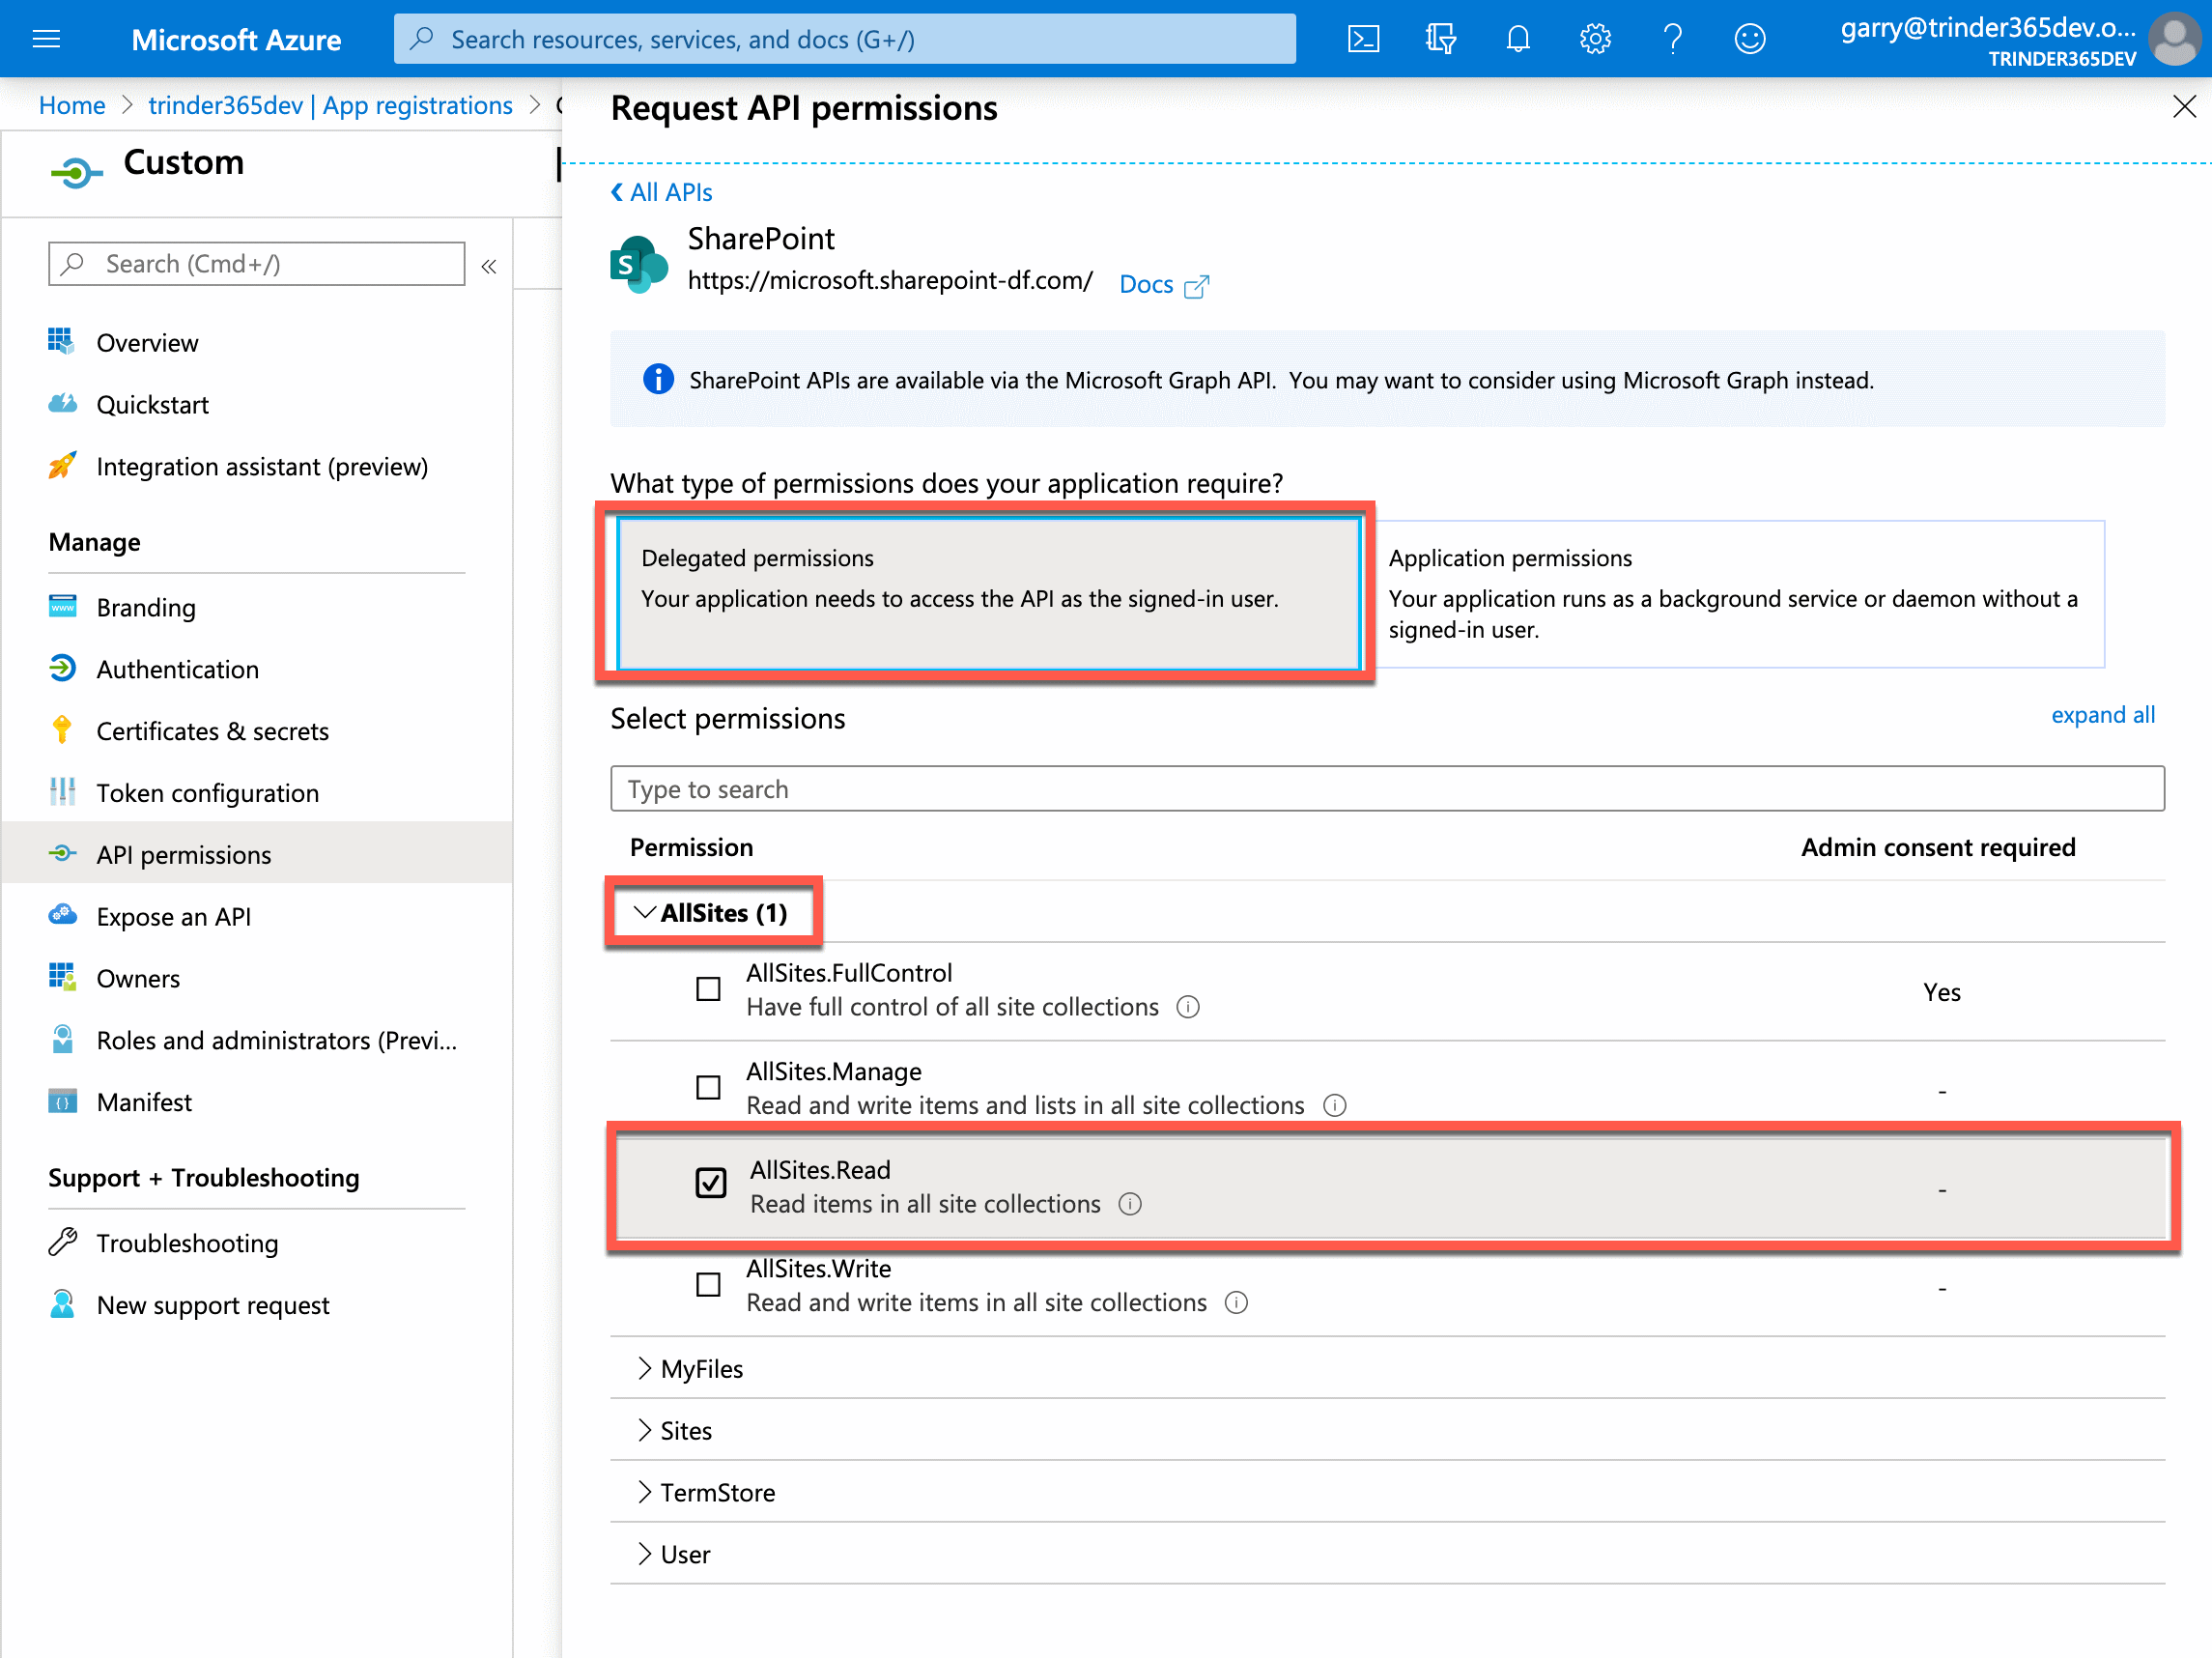 Microsoft Azure
Search resources, services, and docs (G+/)
garry@trinder365dev.o...
TRINDER365DEV
Home > trinder365dev | App registrations >
Custom
Search (Cmd+/)
Overview
Quickstart
Integration assistant (preview)
Manage
Branding
Authentication
Certificates & secrets
Token configuration
API permissions
Expose an API
Owners
Roles and administrators (Previ...
Manifest
Support + Troubleshooting
Troubleshooting
New support request
Request API permissions
All APIs
S
SharePoint
https://microsoft.sharepoint-df.com/ Docs
SharePoint APIs are available via the Microsoft Graph API. You may want to consider using Microsoft Graph instead.
What type of permissions does your application require?
Delegated permissions
Your application needs to access the API as the signed-in user.
Application permissions
Your application runs as a background service or daemon without a
signed-in user.
Select permissions
expand all
Type to search
Permission Admin consent required
AllSites (1)
AllSites.FullControl
Have full control of all site collections
Yes
AllSites.Manage
Read and write items and lists in all site collections
-
AllSites.Read
Read items in all site collections
-
AllSites.Write
Read and write items in all site collections
-
MyFiles
Sites
TermStore
User